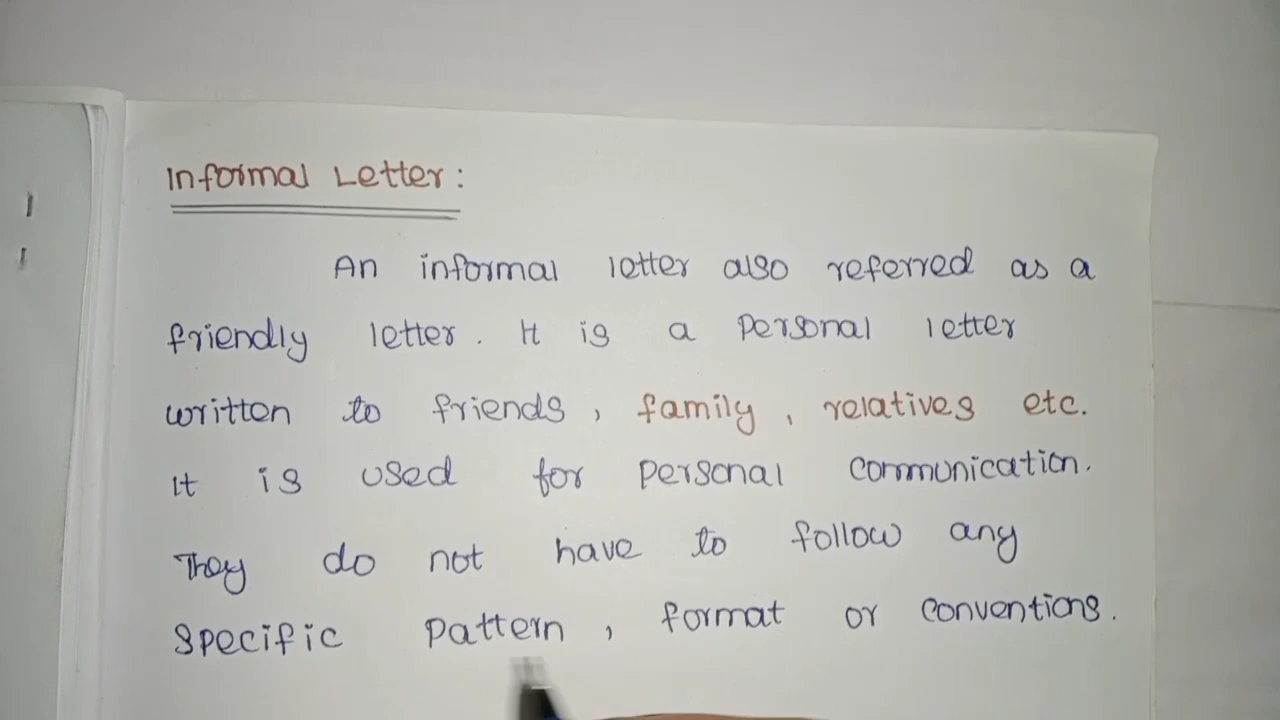 Informal Letter:
An informal letter also referred as a
friendly letter. It is a Personal letter
written to friends, family, relatives etc.
It is used for Personal Communication.
They do not have to follow any
Specific Pattern, format or Conventions.